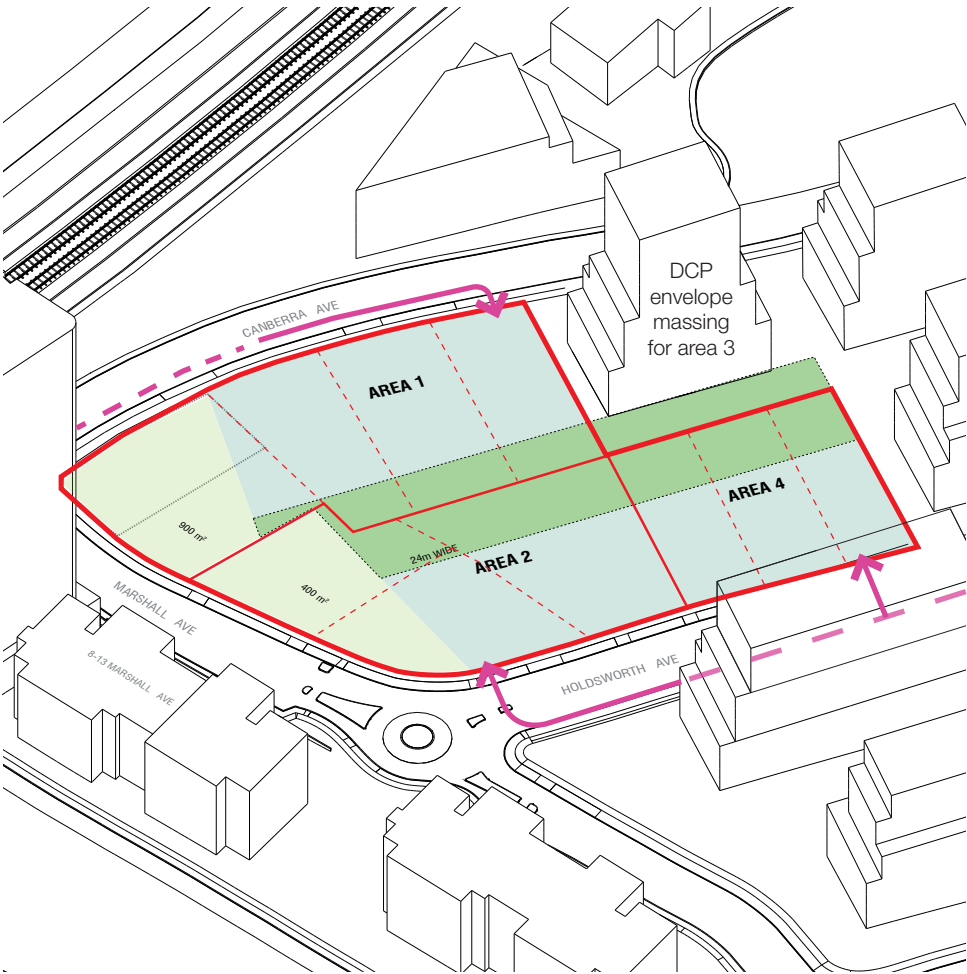 DCP
envelope
massing
for area 3
CANBERRA AVE
AREA 1
AREA 4
900 m²
24m WIDE
AREA 2
400 m²
MARSHALL AVE
8-13 MARSHALL AVE
HOLDSWORTH AVE